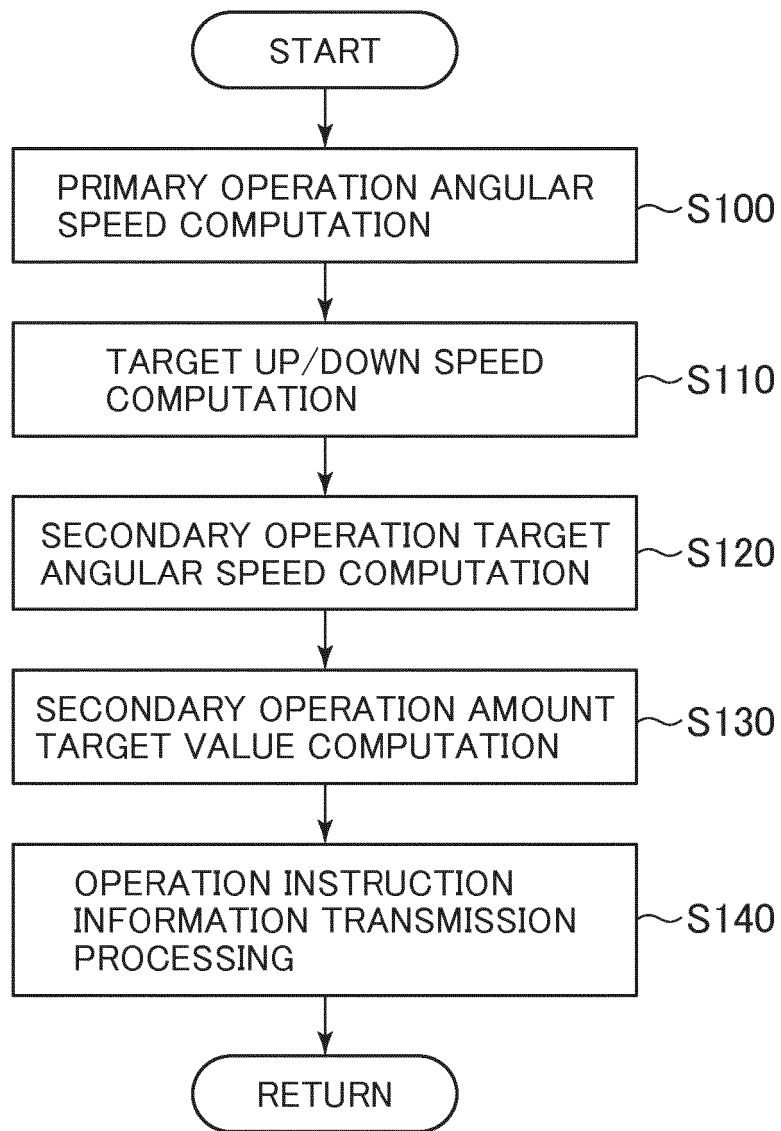 START
PRIMARY OPERATION ANGULAR
SPEED COMPUTATION
S100
TARGET UP/DOWN SPEED
COMPUTATION
S110
SECONDARY OPERATION TARGET
ANGULAR SPEED COMPUTATION
S120
SECONDARY OPERATION AMOUNT
TARGET VALUE COMPUTATION
S130
OPERATION INSTRUCTION
INFORMATION TRANSMISSION
PROCESSING
S140
RETURN